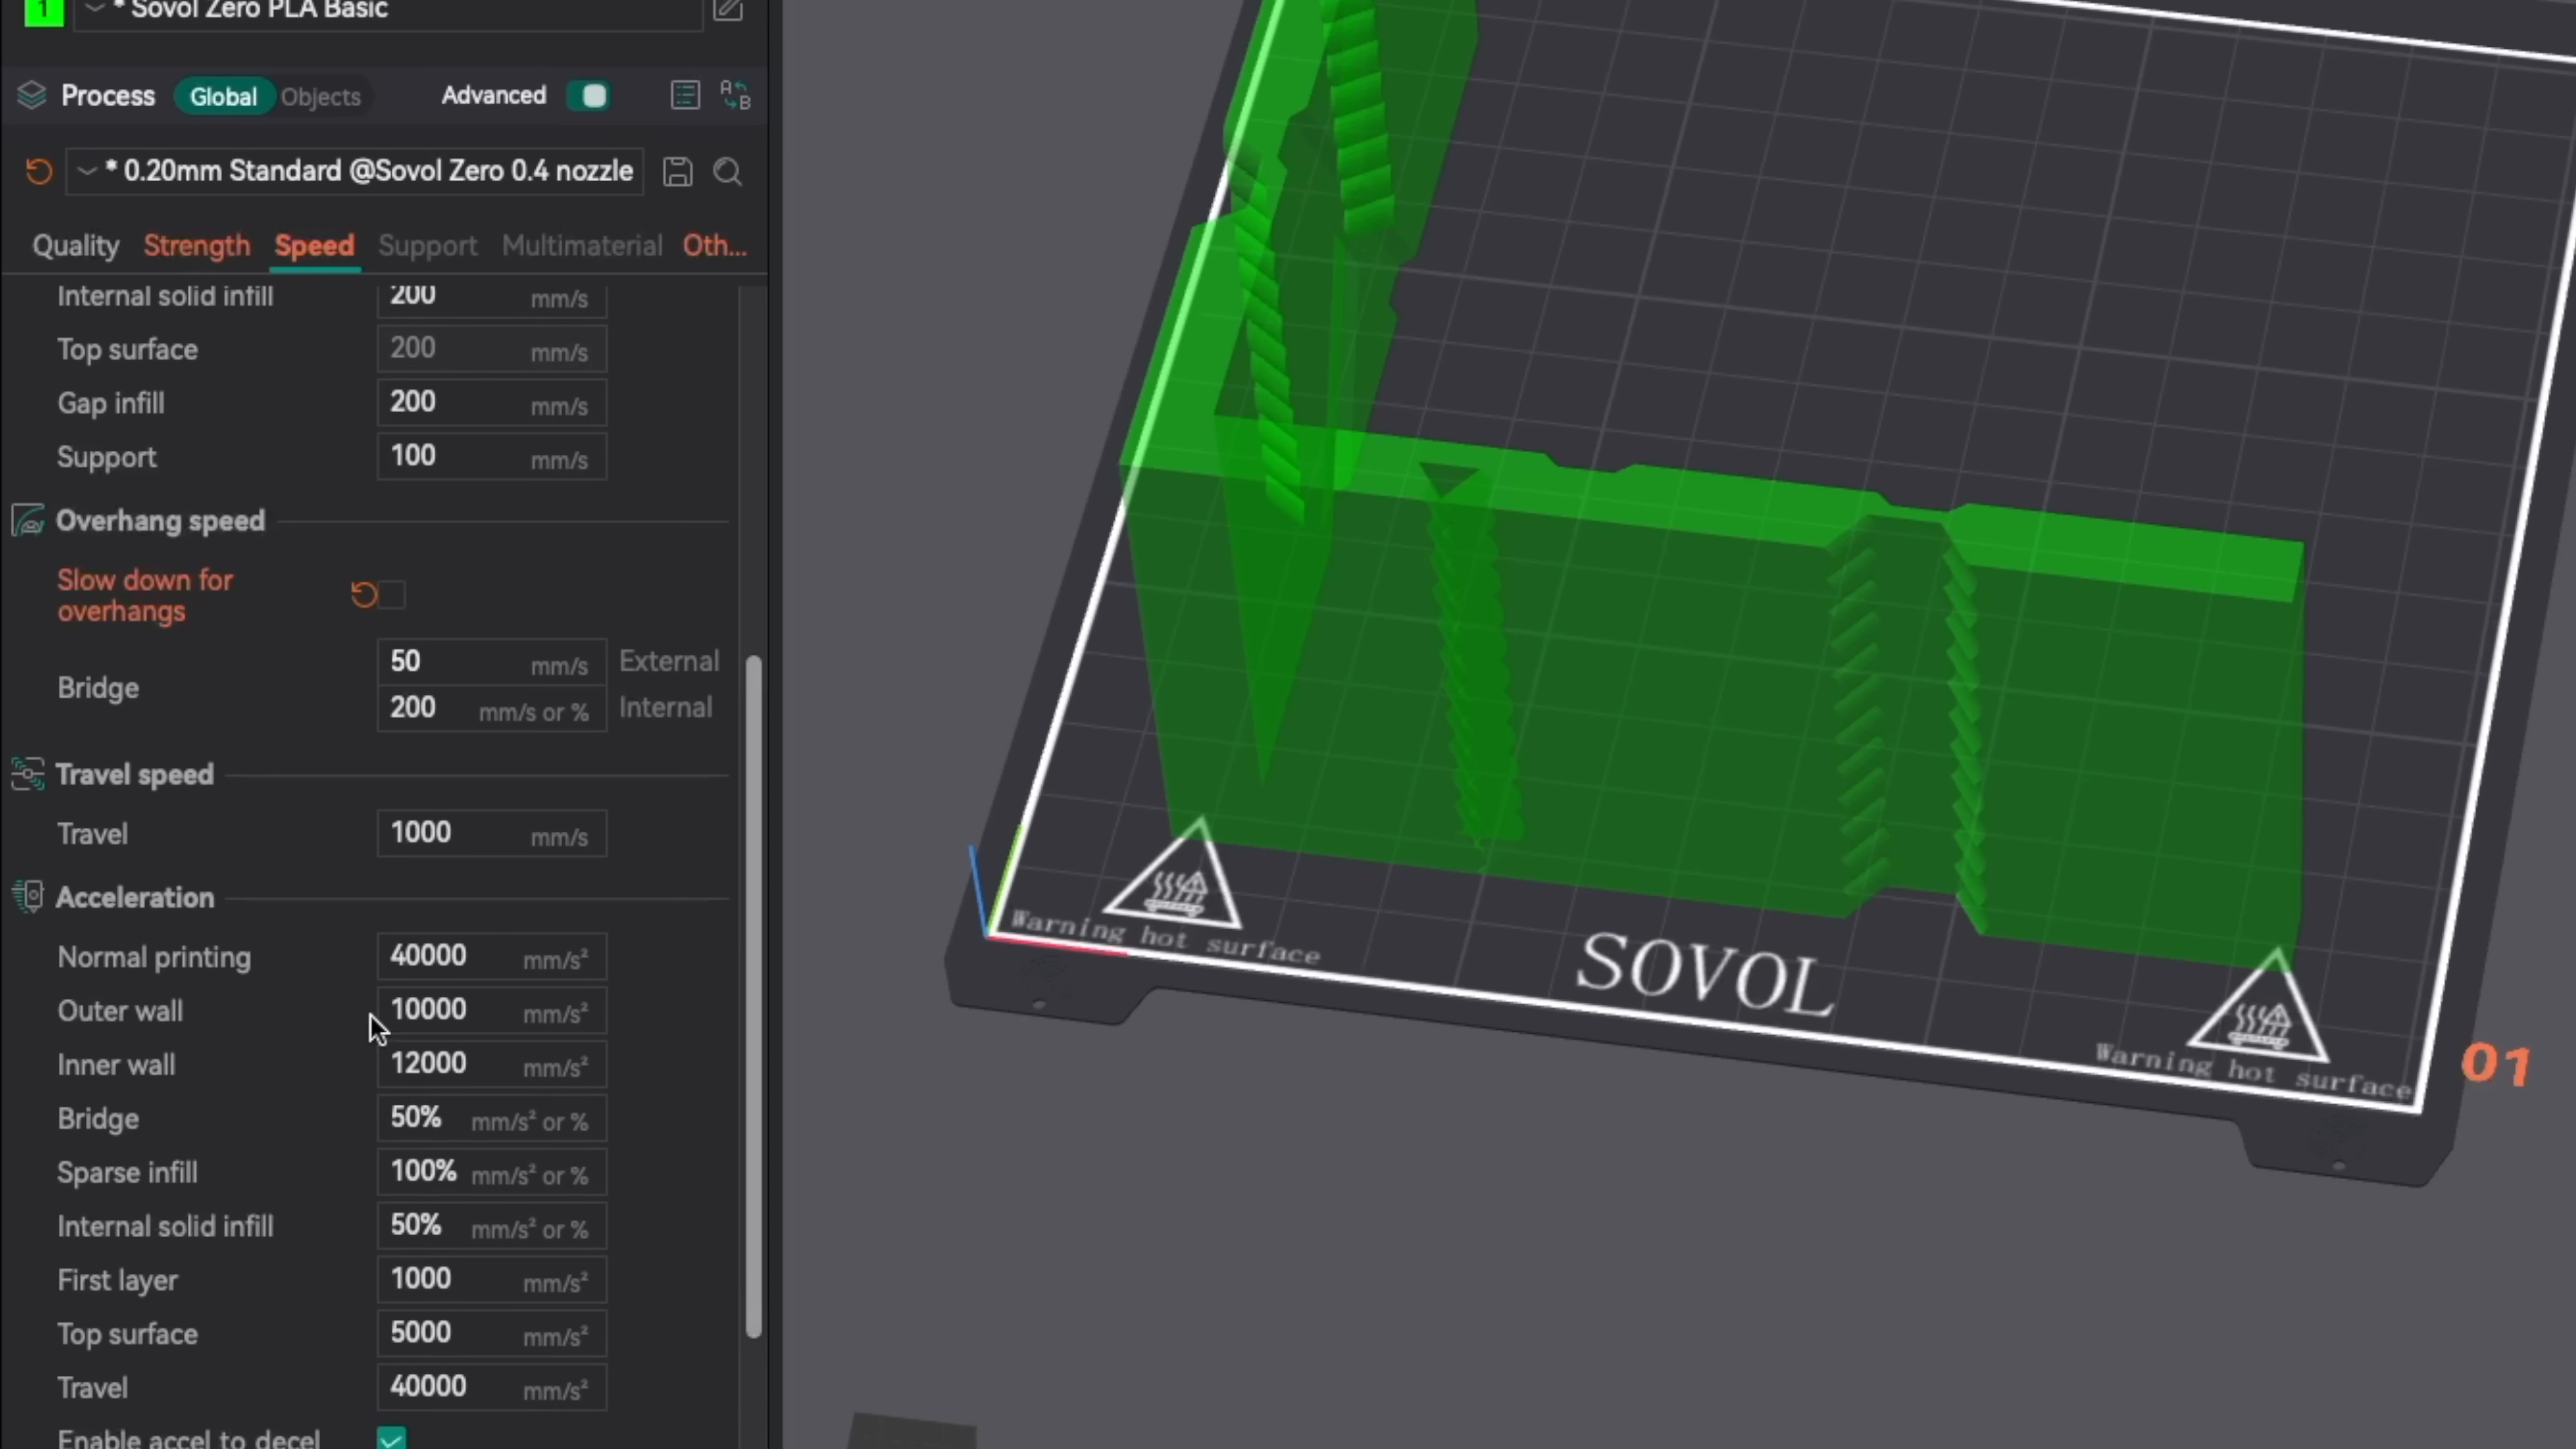 1 * Sovol Zero PLA Basic
Process Global Objects Advanced
* 0.20mm Standard @Sovol Zero 0.4 nozzle
Quality Strength Speed Support Multimaterial Oth...
Internal solid infill 200 mm/s
Top surface 200 mm/s
Gap infill 200 mm/s
Support 100 mm/s
Overhang speed
Slow down for
overhangs
Bridge 50 mm/s External
200 mm/s or % Internal
Travel speed
Travel 1000 mm/s
Acceleration
Normal printing 40000 mm/s²
Outer wall 10000 mm/s²
Inner wall 12000 mm/s²
Bridge 50% mm/s² or %
Sparse infill 100% mm/s² or %
Internal solid infill 50% mm/s² or %
First layer 1000 mm/s²
Top surface 5000 mm/s²
Travel 40000 mm/s²
Enable accel to decel
Warning hot surface
SOVOL
Warning hot surface
01